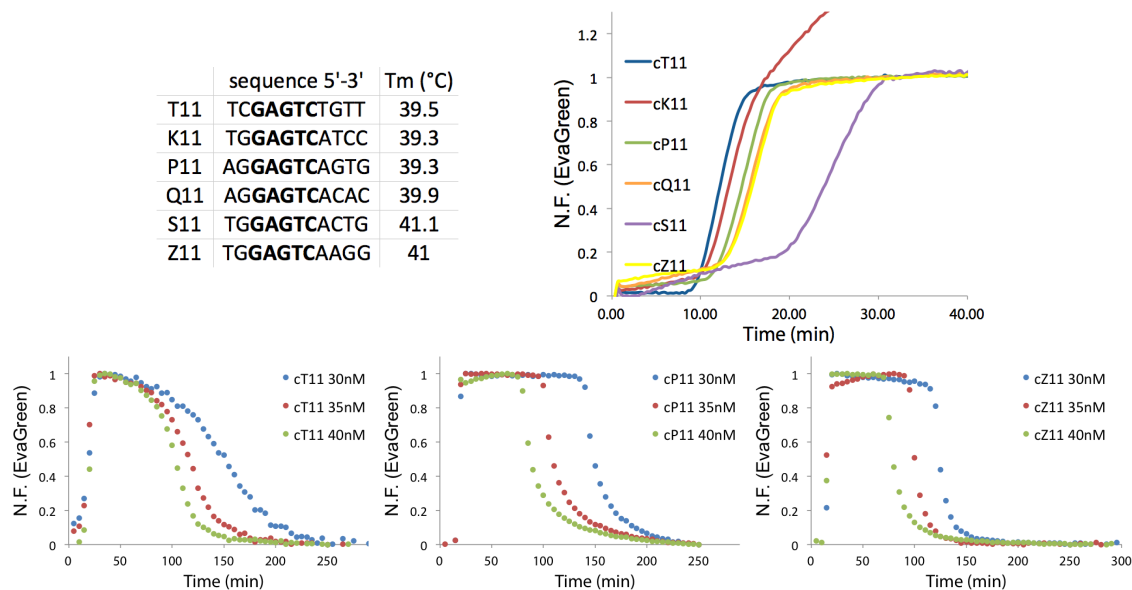 sequence 5'-3' Tm (°C)
T11 TCGAGTCTGTT 39.5
K11 TGGAGTCATCC 39.3
P11 AGGAGTCAGTG 39.3
Q11 AGGAGTCACAC 39.9
S11 TGGAGTCACTG 41.1
Z11 TGGAGTCAAGG 41
N.F. (EvaGreen)
1.2
1
0.8
0.6
0.4
0.2
0
cT11
cK11
cP11
cQ11
cS11
cZ11
0.00 10.00 20.00 30.00 40.00
Time (min)
N.F. (EvaGreen)
1
0.8
0.6
0.4
0.2
0
cT11 30nM
cT11 35nM
cT11 40nM
0 50 100 150 200 250
Time (min)
N.F. (EvaGreen)
1
0.8
0.6
0.4
0.2
0
cP11 30nM
cP11 35nM
cP11 40nM
0 50 100 150 200 250
Time (min)
N.F. (EvaGreen)
1
0.8
0.6
0.4
0.2
0
cZ11 30nM
cZ11 35nM
cZ11 40nM
0 50 100 150 200 250 300
Time (min)